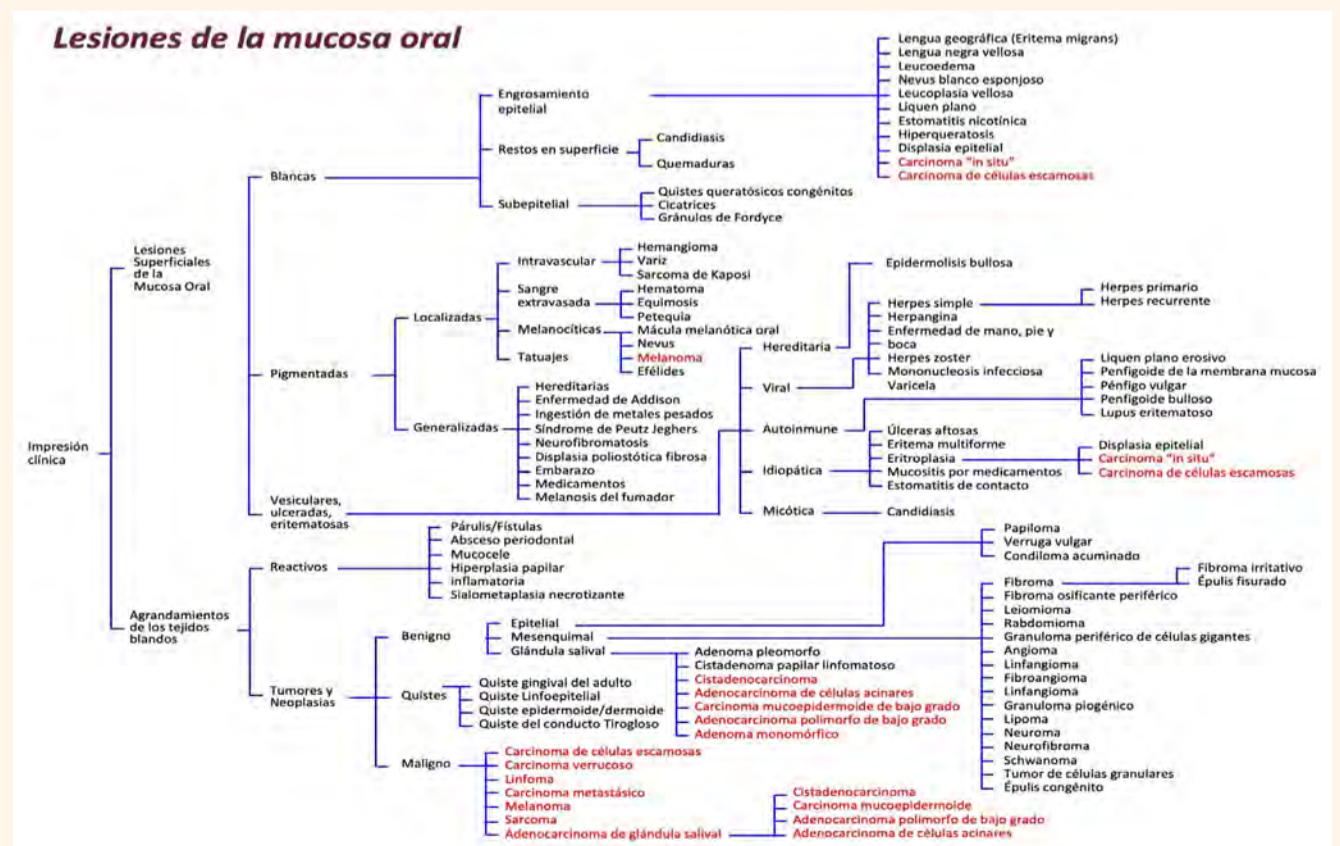 Lesiones de la mucosa oral
Impresión
clínica
Lesiones
Superficiales
de la
Mucosa Oral
Blancas
Engrosamiento
epitelial
Lengua geográfica (Eritema migrans)
Lengua negra vellosa
Leucoedema
Nevus blanco esponjoso
Leucoplasia vellosa
Liquen plano
Estomatitis nicotínica
Hiperqueratosis
Displasia epitelial
Carcinoma "in situ"
Carcinoma de células escamosas
Restos en superficie
Candidiasis
Quemaduras
Subepitelial
Quistes queratósicos congénitos
Cicatrices
Gránulos de Fordyce
Pigmentadas
Localizadas
Intravascular
Hemangioma
Variz
Sarcoma de Kaposi
Sangre
extravasada
Hematoma
Equimosis
Petequia
Melanocíticas
Mácula melanótica oral
Nevus
Melanoma
Efélides
Tatuajes
Generalizadas
Hereditarias
Enfermedad de Addison
Ingestión de metales pesados
Síndrome de Peutz Jeghers
Neurofibromatosis
Displasia poliostótica fibrosa
Embarazo
Medicamentos
Melanosis del fumador
Vesiculares,
ulceradas,
eritematosas
Hereditaria
Epidermolisis bullosa
Viral
Herpes simple
Herpes primario
Herpes recurrente
Herpangina
Enfermedad de mano, pie y
boca
Herpes zoster
Mononucleosis infecciosa
Varicela
Autoinmune
Liquen plano erosivo
Penfigoide de la membrana mucosa
Pénfigo vulgar
Penfigoide bulloso
Lupus eritematoso
Idiopática
Úlceras aftosas
Eritema multiforme
Eritroplasia
Displasia epitelial
Carcinoma "in situ"
Carcinoma de células escamosas
Mucositis por medicamentos
Estomatitis de contacto
Micótica
Candidiasis
Agrandamientos
de los tejidos
blandos
Reactivos
Párulis/Fístulas
Absceso periodontal
Mucocele
Hiperplasia papilar
inflamatoria
Sialometaplasia necrotizante
Tumores y
Neoplasias
Benigno
Epitelial
Papiloma
Verruga vulgar
Condiloma acuminado
Mesenquimal
Fibroma
Fibroma irritativo
Épulis fisurado
Fibroma osificante periférico
Leiomioma
Rabdomioma
Granuloma periférico de células gigantes
Angioma
Linfangioma
Fibroangioma
Linfangioma
Granuloma piogénico
Lipoma
Neuroma
Neurofibroma
Schwanoma
Tumor de células granulares
Épulis congénito
Glándula salival
Adenoma pleomorfo
Cistadenoma papilar linfomatoso
Cistadenocarcinoma
Adenocarcinoma de células acinares
Carcinoma mucoepidermoide de bajo grado
Adenocarcinoma polimorfo de bajo grado
Adenoma monomórfico
Quistes
Quiste gingival del adulto
Quiste Linfoepitelial
Quiste epidermoide/dermoide
Quiste del conducto Tirogloso
Maligno
Carcinoma de células escamosas
Carcinoma verrucoso
Linfoma
Carcinoma metastásico
Melanoma
Sarcoma
Adenocarcinoma de glándula salival
Cistadenocarcinoma
Carcinoma mucoepidermoide
Adenocarcinoma polimorfo de bajo grado
Adenocarcinoma de células acinares